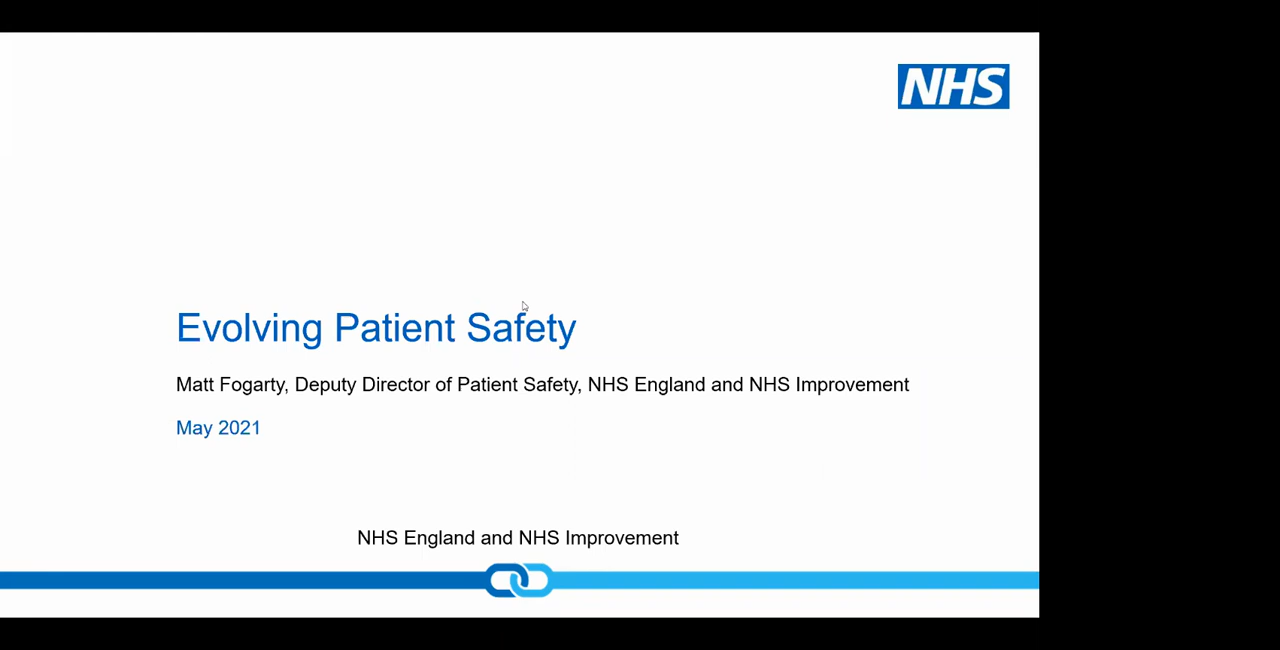 NHS
Evolving Patient Safety
Matt Fogarty, Deputy Director of Patient Safety, NHS England and NHS Improvement
May 2021
NHS England and NHS Improvement